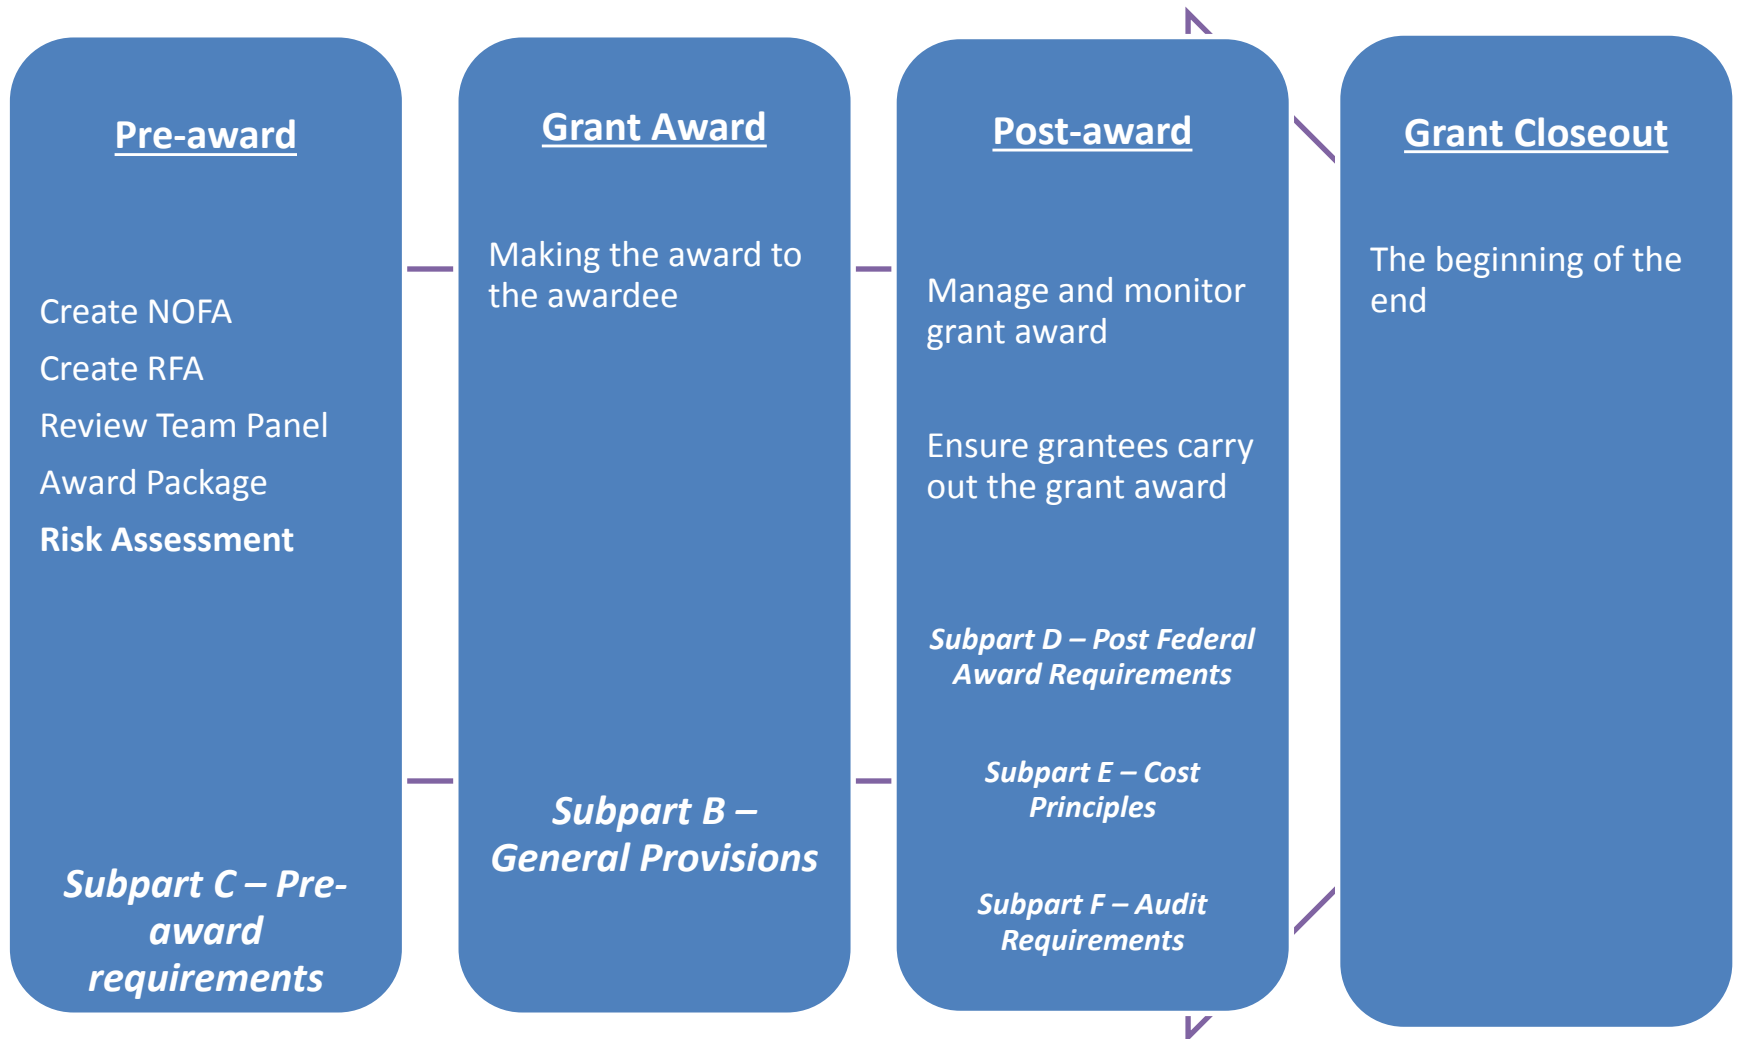 Pre-award
Create NOFA
Create RFA
Review Team Panel
Award Package
Risk Assessment
Subpart C – Pre-
award
requirements
Grant Award
Making the award to
the awardee
Subpart B –
General Provisions
Post-award
Manage and monitor
grant award
Ensure grantees carry
out the grant award
Subpart D – Post Federal
Award Requirements
Subpart E – Cost
Principles
Subpart F – Audit
Requirements
Grant Closeout
The beginning of the
end